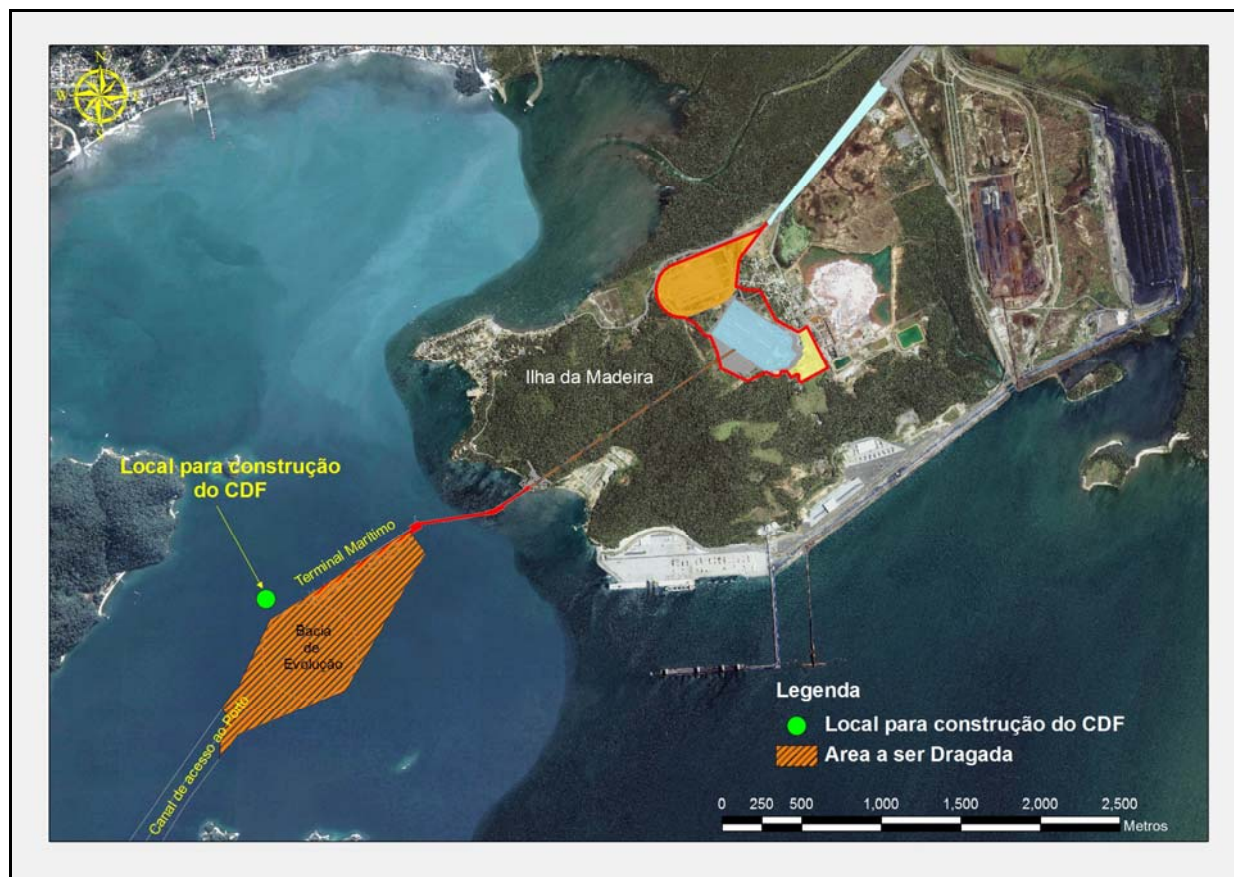 N
W E
S
Ilha da Madeira
Local para construção
do CDF
Terminal Marítimo
Bacia
de
Evolução
Canal de acesso ao Porto
Legenda
Local para construção do CDF
Area a ser Dragada
0 250 500 1,000 1,500 2,000 2,500
Metros